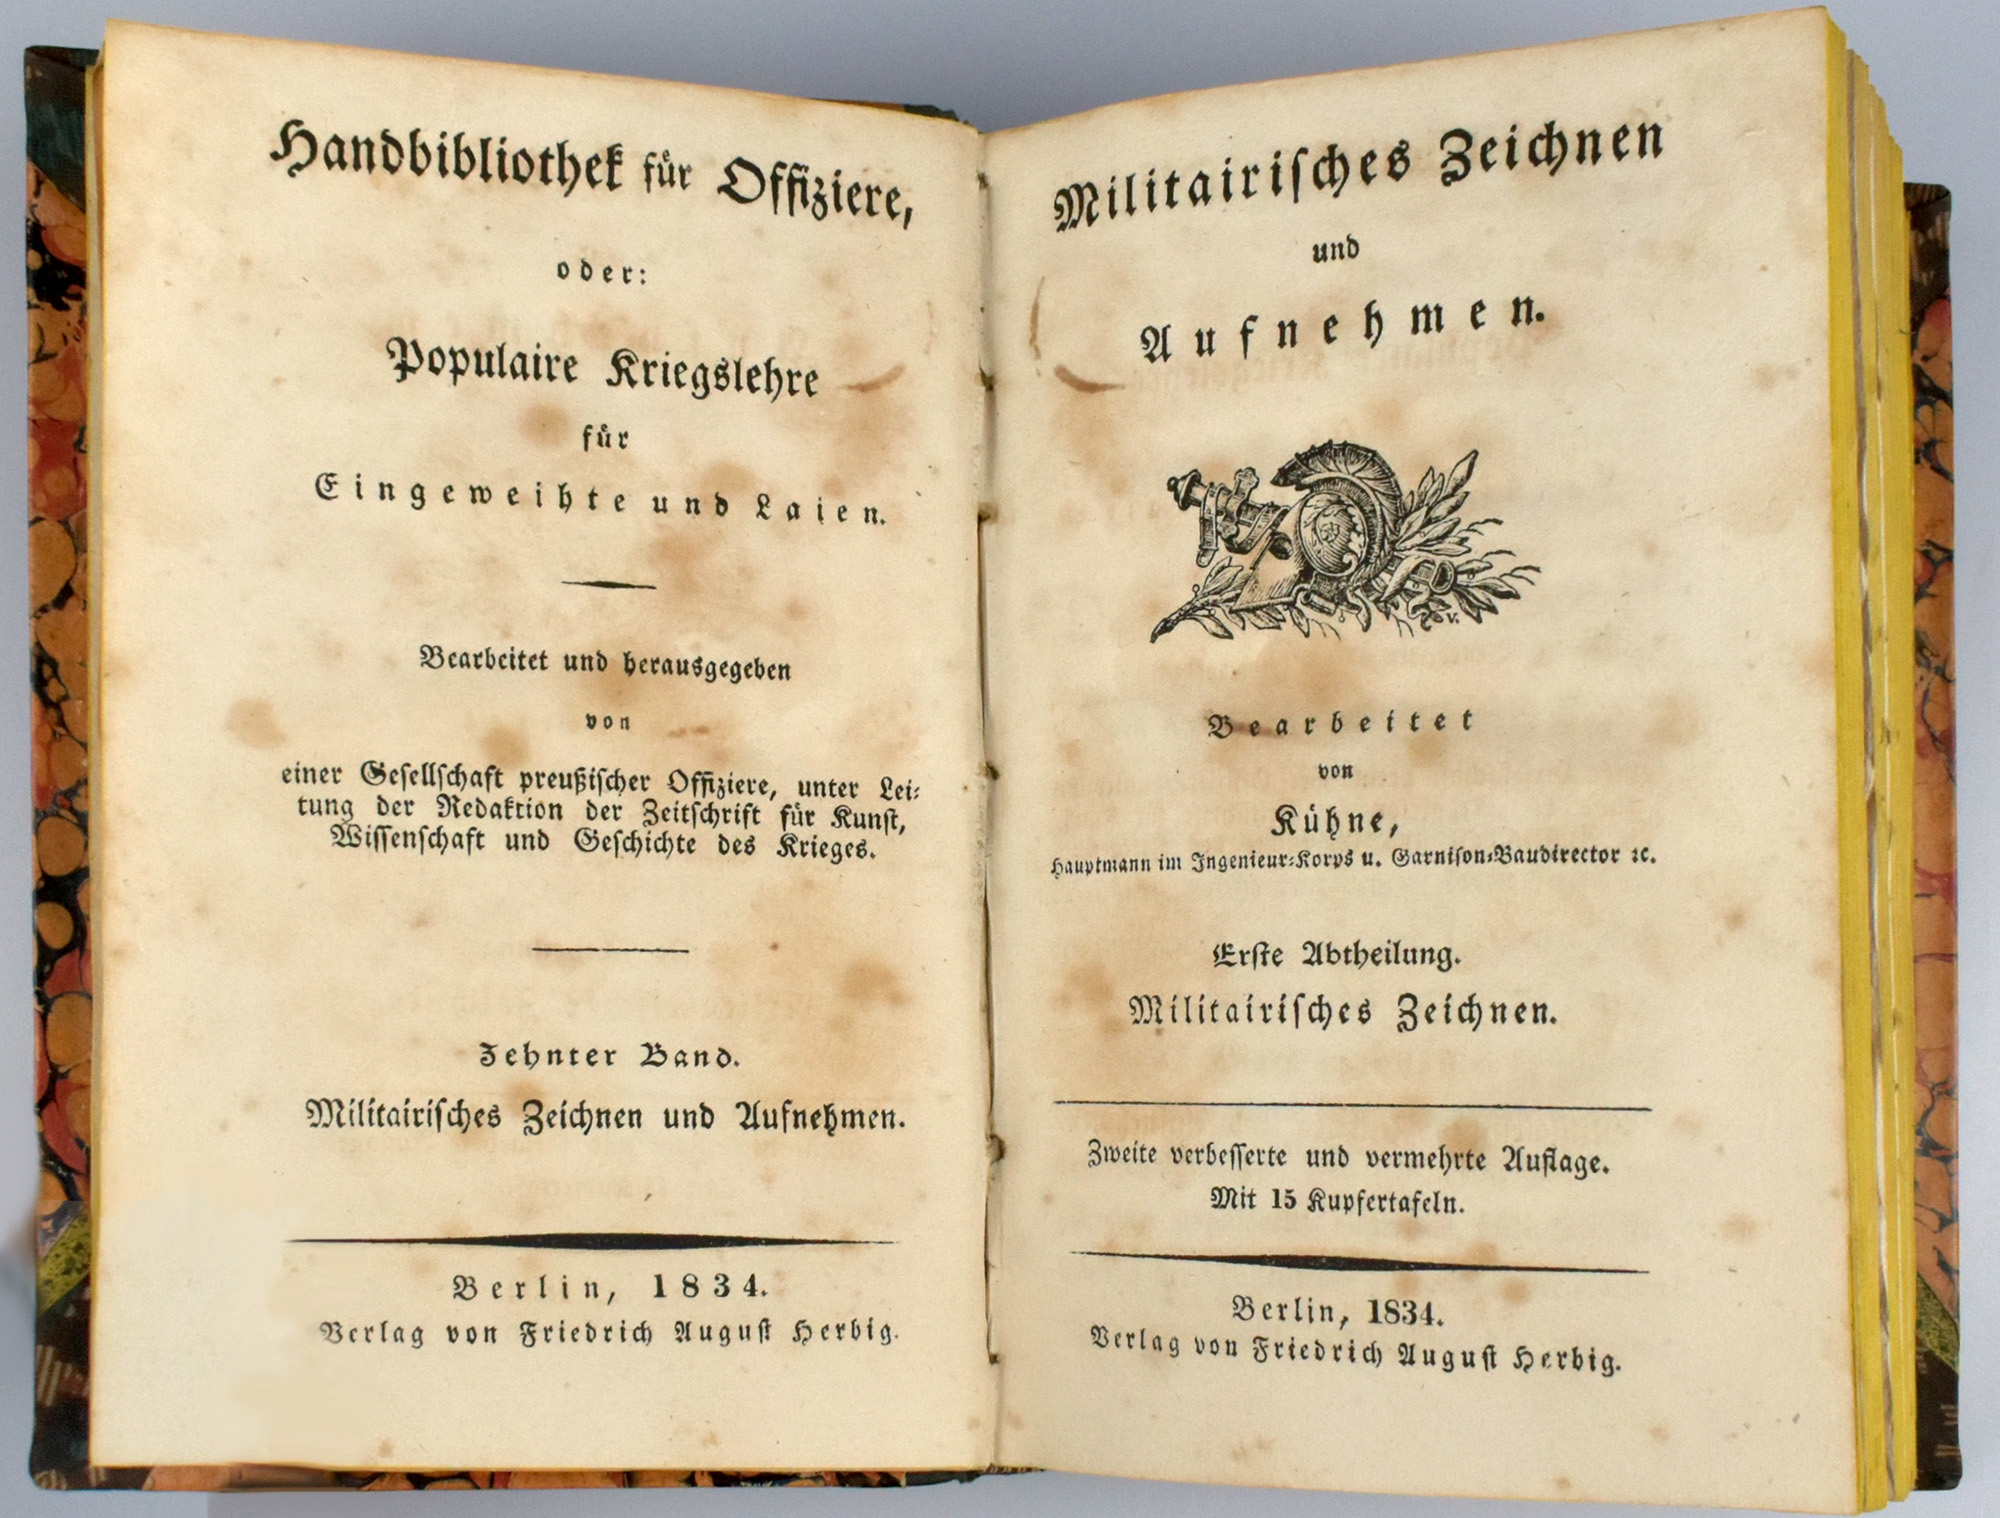 Handbibliothek für Offiziere,
oder:
Populaire Kriegslehre
für
Eingeweihte und Laien.
Bearbeitet und herausgegeben
von
einer Geſellſchaft preußiſcher Offiziere, unter Lei⸗
tung der Redaktion der Zeitſchrift für Kunſt,
Wiſſenſchaft und Geſchichte des Krieges.
Zehnter Band.
Militairiſches Zeichnen und Aufnehmen.
Berlin, 1834.
Verlag von Friedrich Auguſt Herbig.
Militairiſches Zeichnen
und
Aufnehmen.
Bearbeitet
von
Kühne,
Hauptmann im Ingenieur⸗Korps u. Garniſon⸗Baudirector ꝛc.
Erſte Abtheilung.
Militairiſches Zeichnen.
Zweite verbeſſerte und vermehrte Auflage.
Mit 15 Kupfertafeln.
Berlin, 1834.
Verlag von Friedrich Auguſt Herbig.